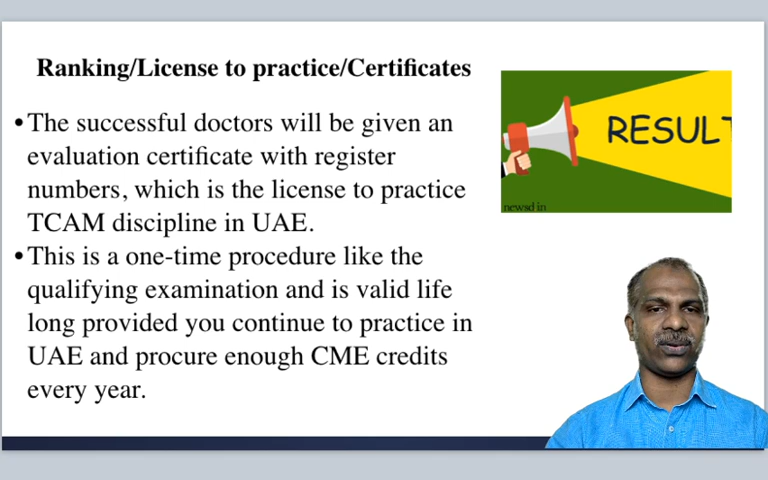 Ranking/License to practice/Certificates
•The successful doctors will be given an
evaluation certificate with register
numbers, which is the license to practice
TCAM discipline in UAE.
•This is a one-time procedure like the
qualifying examination and is valid life
long provided you continue to practice in
UAE and procure enough CME credits
every year.
RESULT
newsd in